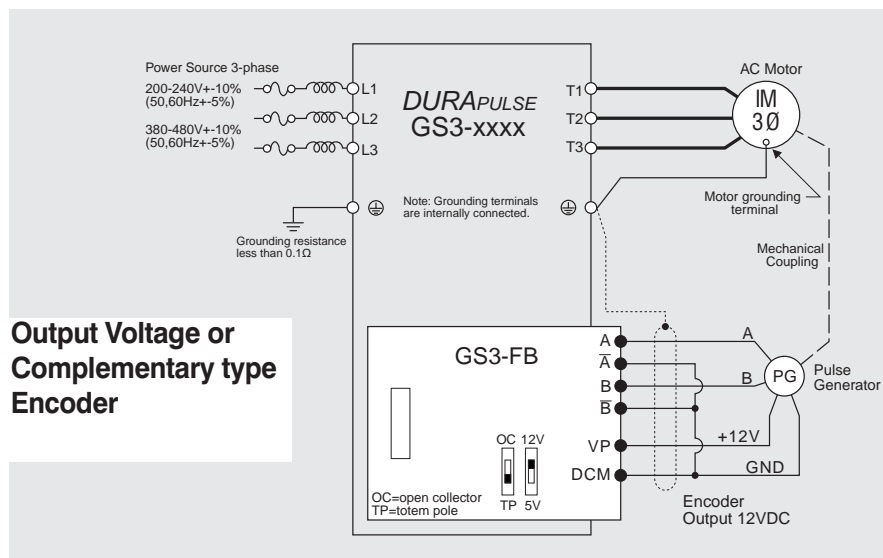 Power Source 3-phase
200-240V+-10%
(50,60Hz+-5%)
380-480V+-10%
(50,60Hz+-5%)
L1
L2
L3
DURAPULSE
GS3-xxxx
T1
T2
T3
AC Motor
IM
3Ø
Note: Grounding terminals
are internally connected.
Grounding resistance
less than 0.1Ω
Motor grounding
terminal
Mechanical
Coupling
Output Voltage or
Complementary type
Encoder
GS3-FB
A
A̅
B
B̅
VP
DCM
OC 12V
TP 5V
OC=open collector
TP=totem pole
A
B
+12V
GND
PG
Pulse
Generator
Encoder
Output 12VDC